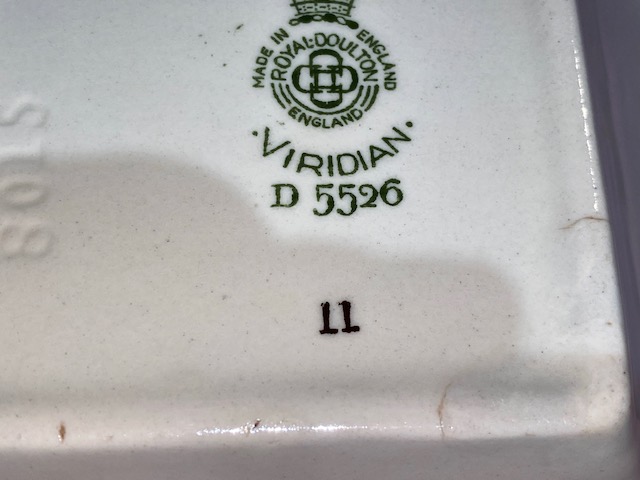 MADE IN ENGLAND
ROYAL·DOULTON
ENGLAND
·VIRIDIAN·
D 5526
11